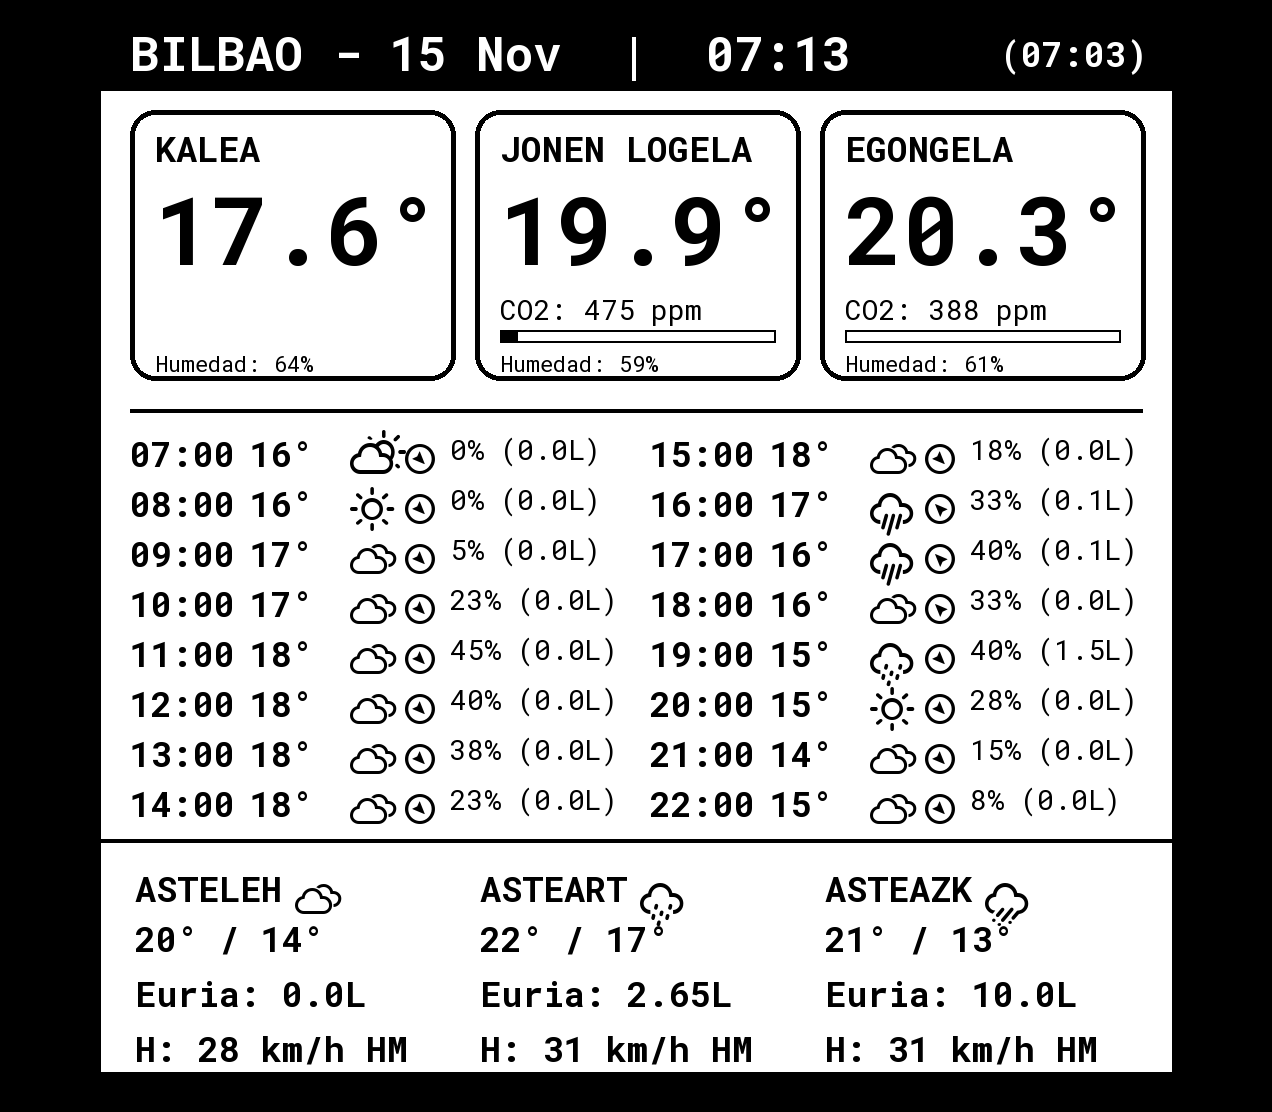 BILBAO - 15 Nov | 07:13 (07:03)
KALEA
17.6°
Humedad: 64%
JONEN LOGELA
19.9°
CO2: 475 ppm
Humedad: 59%
EGONGELA
20.3°
CO2: 388 ppm
Humedad: 61%
07:00 16° 0% (0.0L)
08:00 16° 0% (0.0L)
09:00 17° 5% (0.0L)
10:00 17° 23% (0.0L)
11:00 18° 45% (0.0L)
12:00 18° 40% (0.0L)
13:00 18° 38% (0.0L)
14:00 18° 23% (0.0L)
15:00 18° 18% (0.0L)
16:00 17° 33% (0.1L)
17:00 16° 40% (0.1L)
18:00 16° 33% (0.0L)
19:00 15° 40% (1.5L)
20:00 15° 28% (0.0L)
21:00 14° 15% (0.0L)
22:00 15° 8% (0.0L)
ASTELEH
20° / 14°
Euria: 0.0L
H: 28 km/h HM
ASTEART
22° / 17°
Euria: 2.65L
H: 31 km/h HM
ASTEAZK
21° / 13°
Euria: 10.0L
H: 31 km/h HM